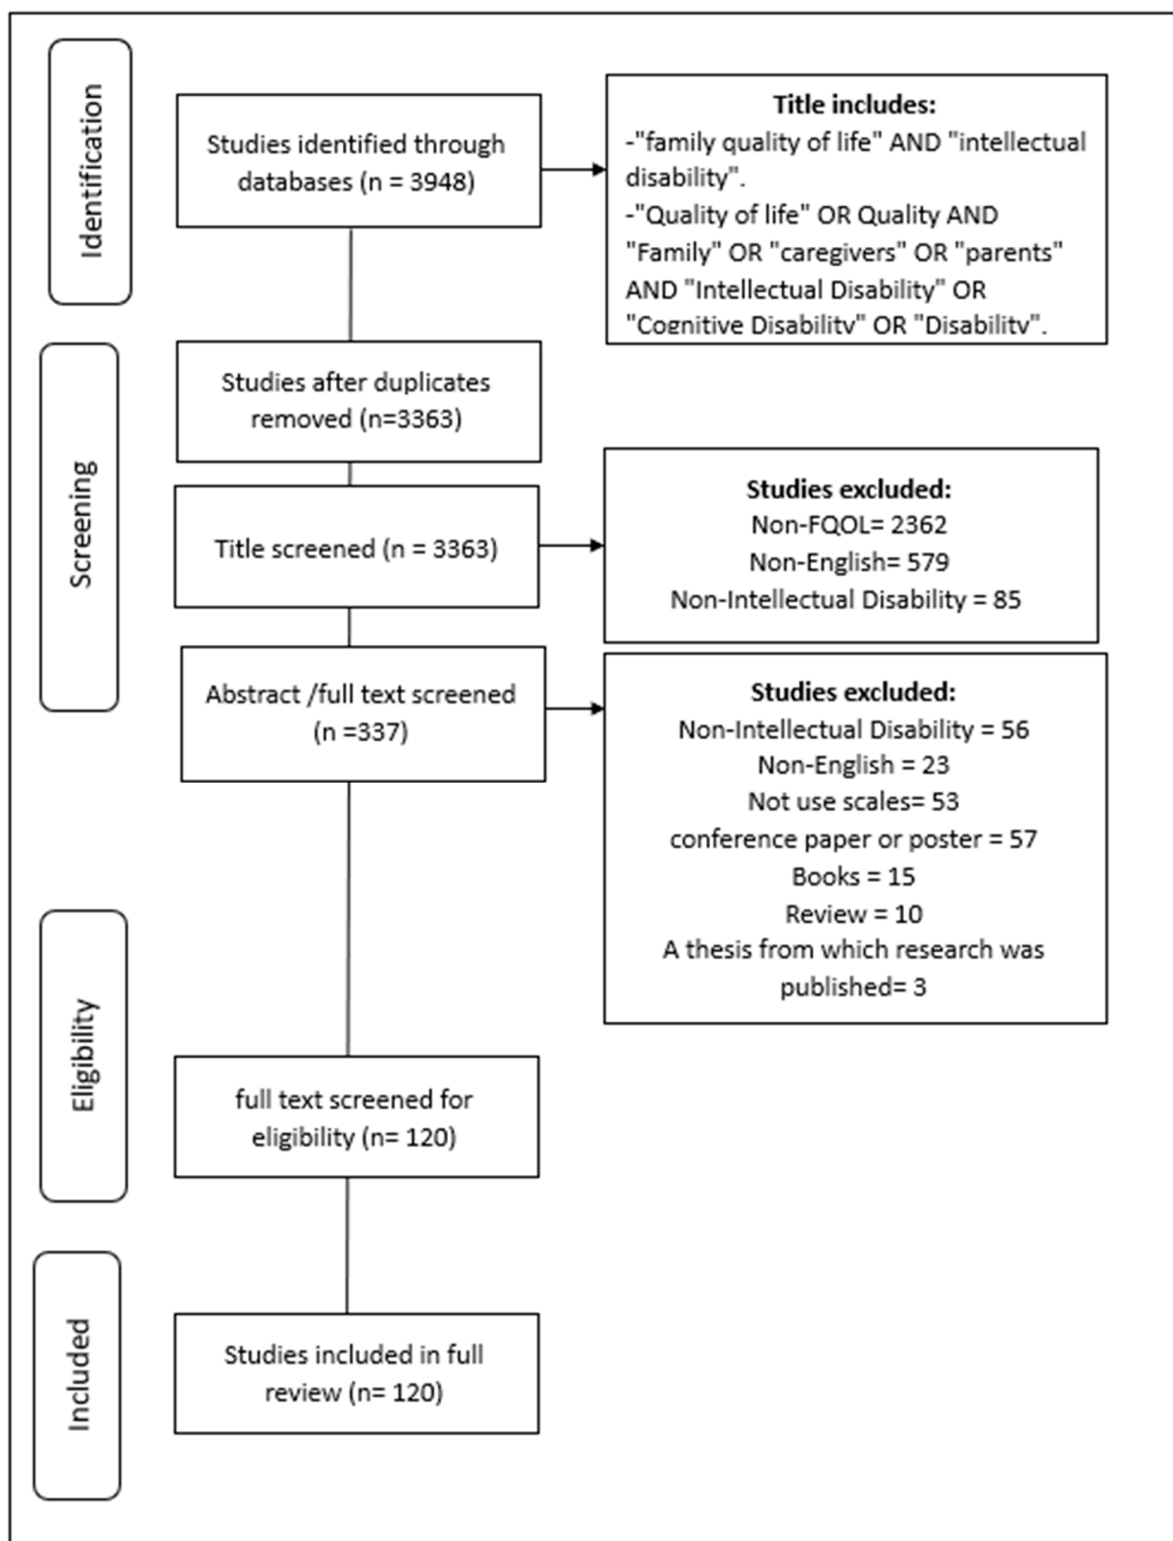 Identification
Studies identified through
databases (n = 3948)
Title includes:
-"family quality of life" AND "intellectual
disability".
-"Quality of life" OR Quality AND
"Family" OR "caregivers" OR "parents"
AND "Intellectual Disability" OR
"Cognitive Disability" OR "Disability".
Screening
Studies after duplicates
removed (n=3363)
Title screened (n = 3363)
Studies excluded:
Non-FQOL= 2362
Non-English= 579
Non-Intellectual Disability = 85
Abstract /full text screened
(n =337)
Studies excluded:
Non-Intellectual Disability = 56
Non-English = 23
Not use scales= 53
conference paper or poster = 57
Books = 15
Review = 10
A thesis from which research was
published= 3
Eligibility
full text screened for
eligibility (n= 120)
Included
Studies included in full
review (n= 120)